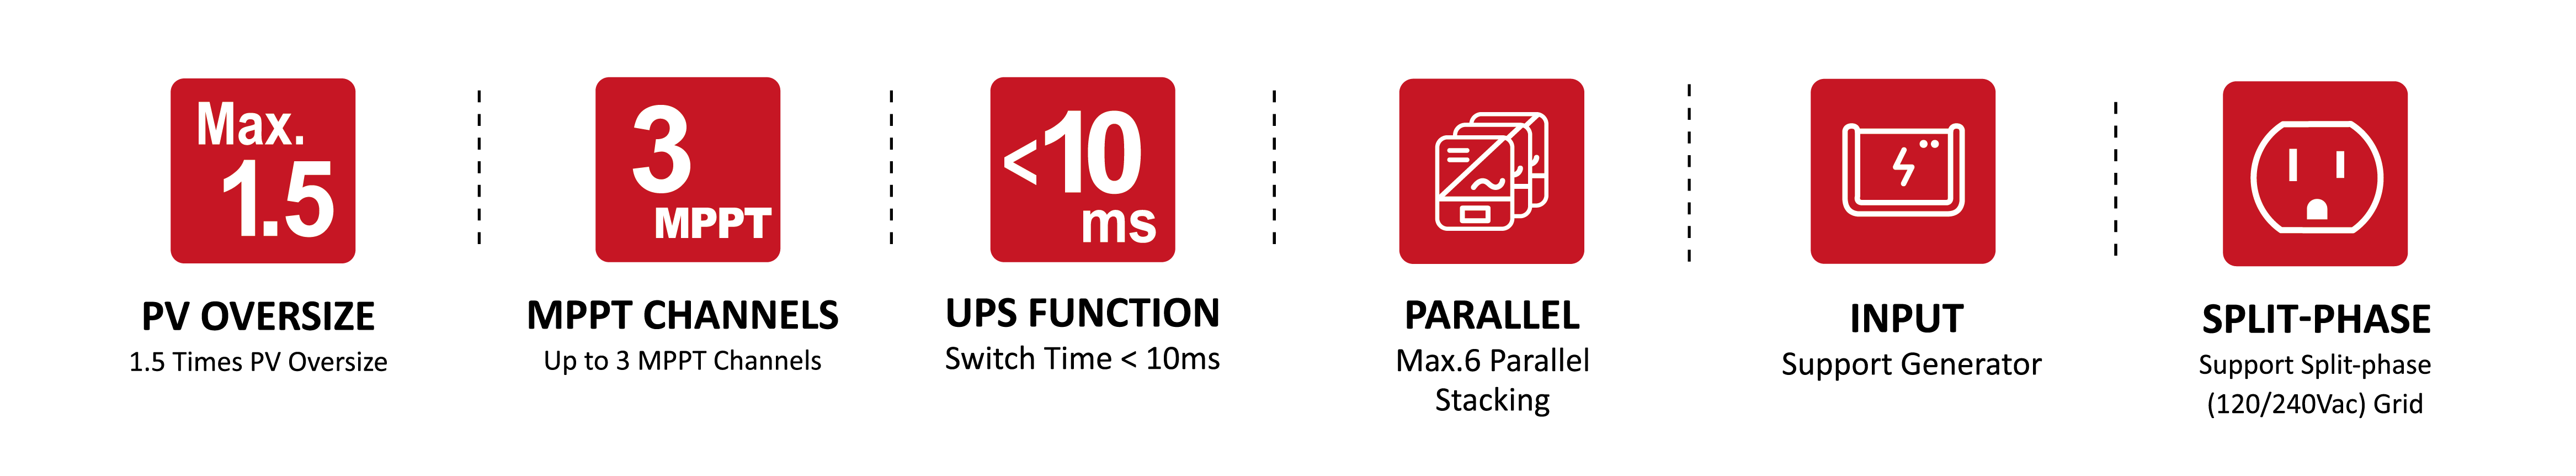 Max.
1.5
PV OVERSIZE
1.5 Times PV Oversize
3
MPPT
MPPT CHANNELS
Up to 3 MPPT Channels
<10
ms
UPS FUNCTION
Switch Time < 10ms
PARALLEL
Max.6 Parallel
Stacking
INPUT
Support Generator
SPLIT-PHASE
Support Split-phase
(120/240Vac) Grid